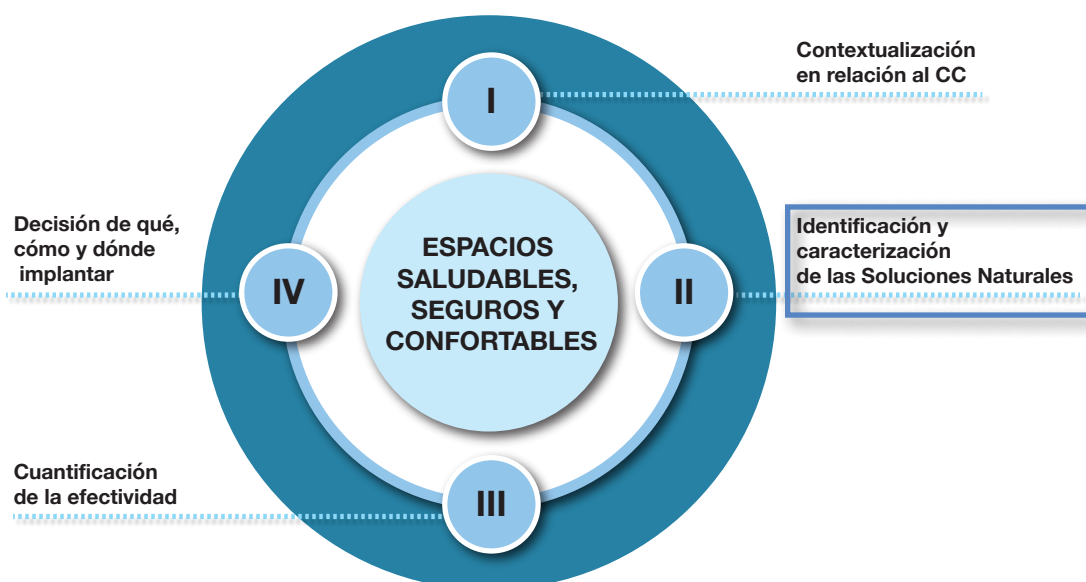 I
Contextualización
en relación al CC
II
Identificación y
caracterización
de las Soluciones Naturales
III
Cuantificación
de la efectividad
IV
Decisión de qué,
cómo y dónde
implantar
ESPACIOS
SALUDABLES,
SEGUROS Y
CONFORTABLES